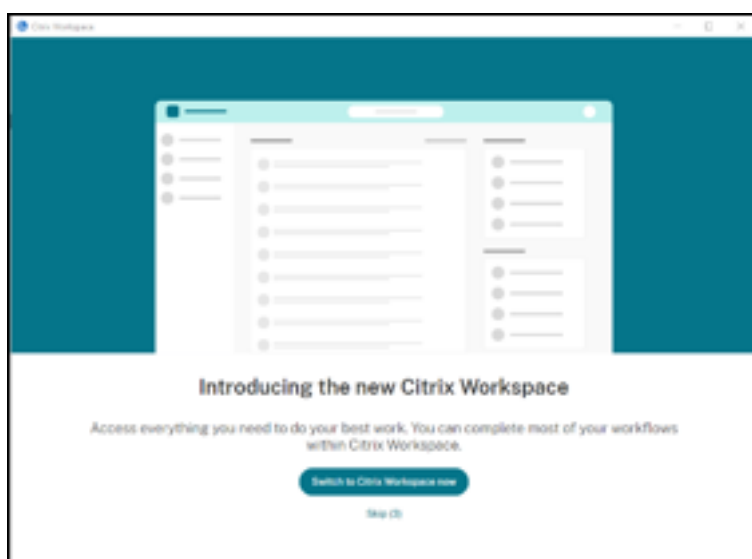 Citrix Workspace
Introducing the new Citrix Workspace
Access everything you need to do your best work. You can complete most of your workflows
within Citrix Workspace.
Switch to Citrix Workspace now
Skip (3)